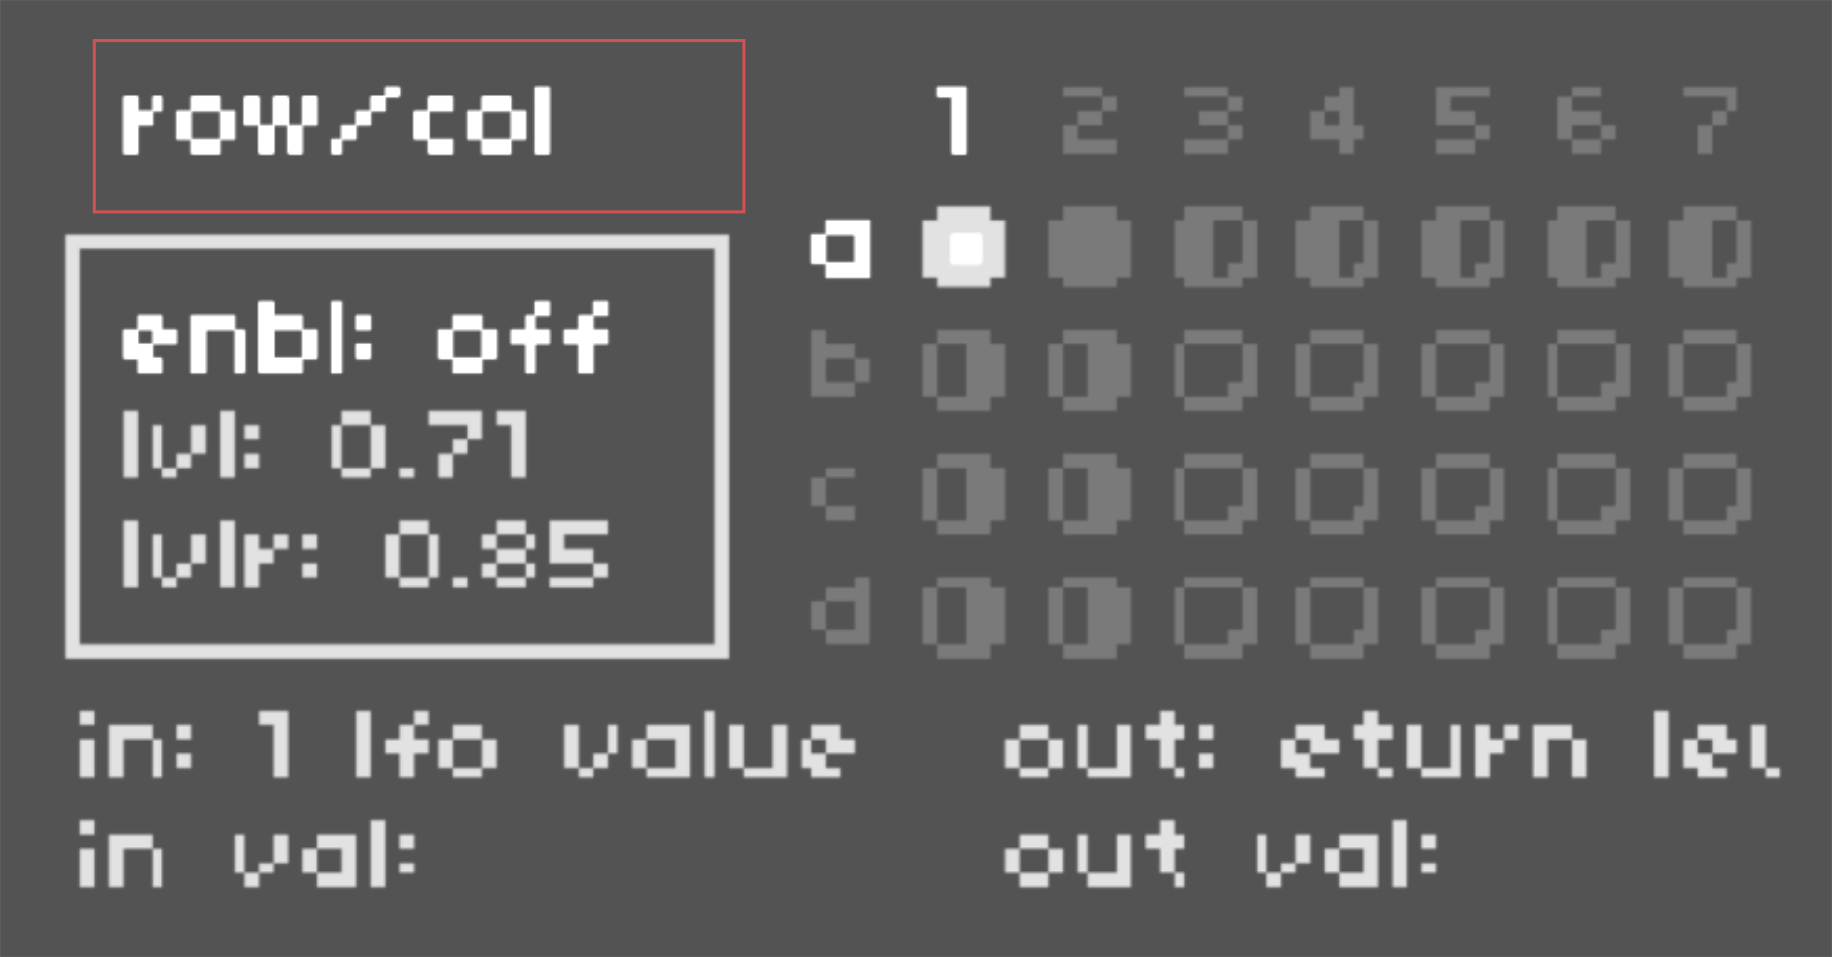 row/col
1 2 3 4 5 6 7
a
b
c
d
enbl: off
lvl: 0.71
lvlr: 0.85
in: 1 lfo value
out: eturn lev
in val:
out val: